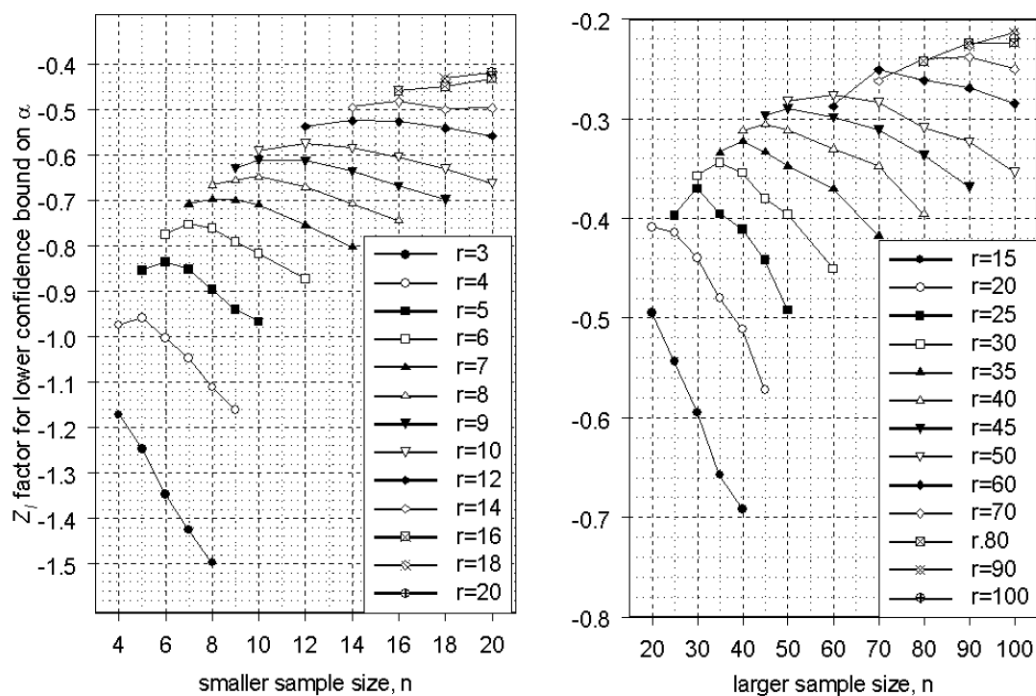 Z_l factor for lower confidence bound on α
-0.4
-0.5
-0.6
-0.7
-0.8
-0.9
-1.0
-1.1
-1.2
-1.3
-1.4
-1.5
4 6 8 10 12 14 16 18 20
smaller sample size, n
r=3
r=4
r=5
r=6
r=7
r=8
r=9
r=10
r=12
r=14
r=16
r=18
r=20
-0.2
-0.3
-0.4
-0.5
-0.6
-0.7
-0.8
20 30 40 50 60 70 80 90 100
larger sample size, n
r=15
r=20
r=25
r=30
r=35
r=40
r=45
r=50
r=60
r=70
r.80
r=90
r=100